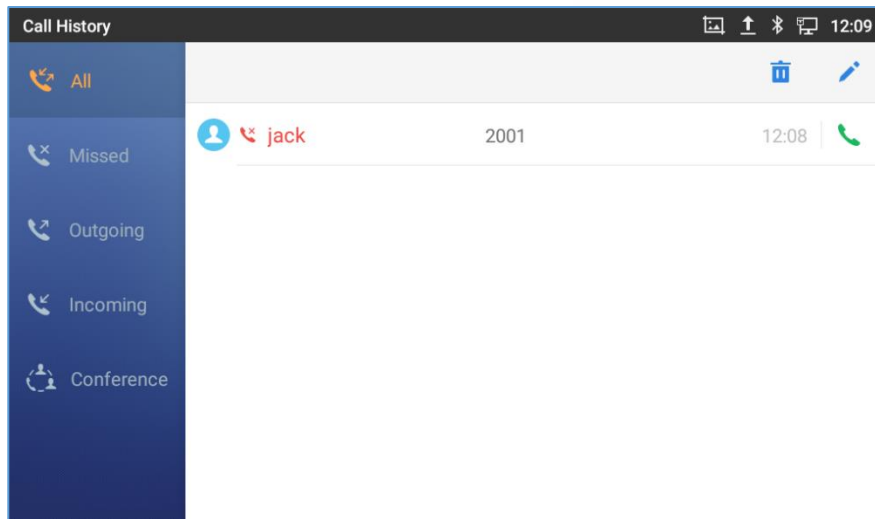 Call History 12:09
All
jack 2001 12:08
Missed
Outgoing
Incoming
Conference